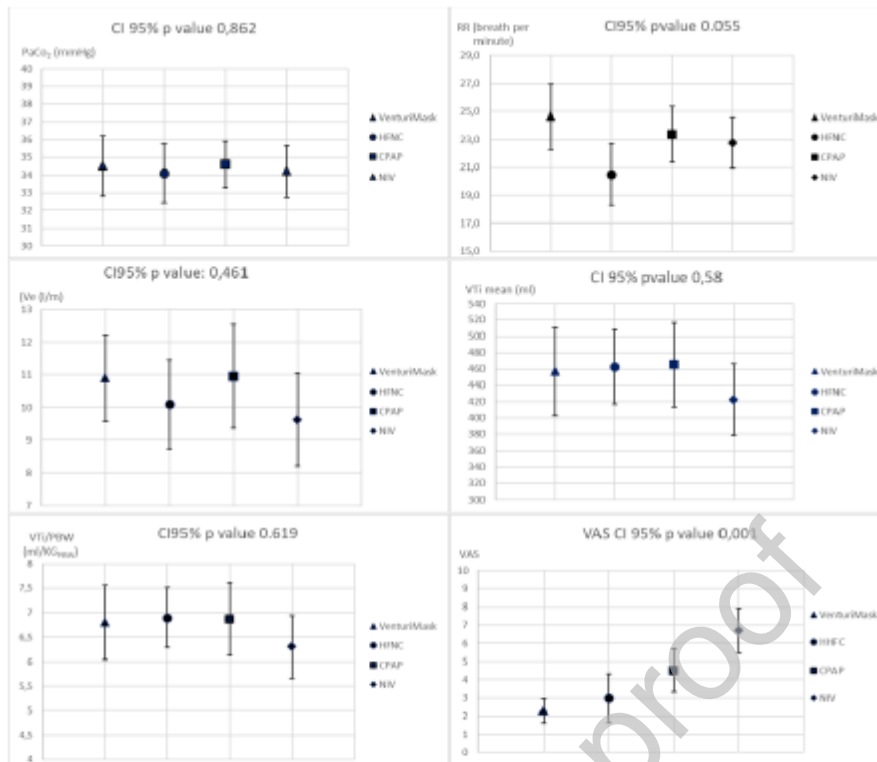 CI 95% p value 0,862
PaCo₂ (mmHg)
40
39
38
37
36
35
34
33
32
31
30
VenturiMask
HFNC
CPAP
NIV
CI95% pvalue 0.055
RR (breath per
minute)
29,0
27,0
25,0
23,0
21,0
19,0
17,0
15,0
VenturiMask
HFNC
CPAP
NIV
CI95% p value: 0,461
(Ve (l/m)
13
12
11
10
9
8
7
VenturiMask
HFNC
CPAP
NIV
CI 95% pvalue 0,58
VTi mean (ml)
540
520
500
480
460
440
420
400
380
360
340
320
300
VenturiMask
HFNC
CPAP
NIV
CI95% p value 0.619
VTi/PBW
(ml/KG PBW)
8
7,5
7
6,5
6
5,5
5
4,5
4
VenturiMask
HFNC
CPAP
NIV
VAS CI 95% p value 0,001
VAS
10
9
8
7
6
5
4
3
2
1
0
VenturiMask
HHFC
CPAP
NIV
proof